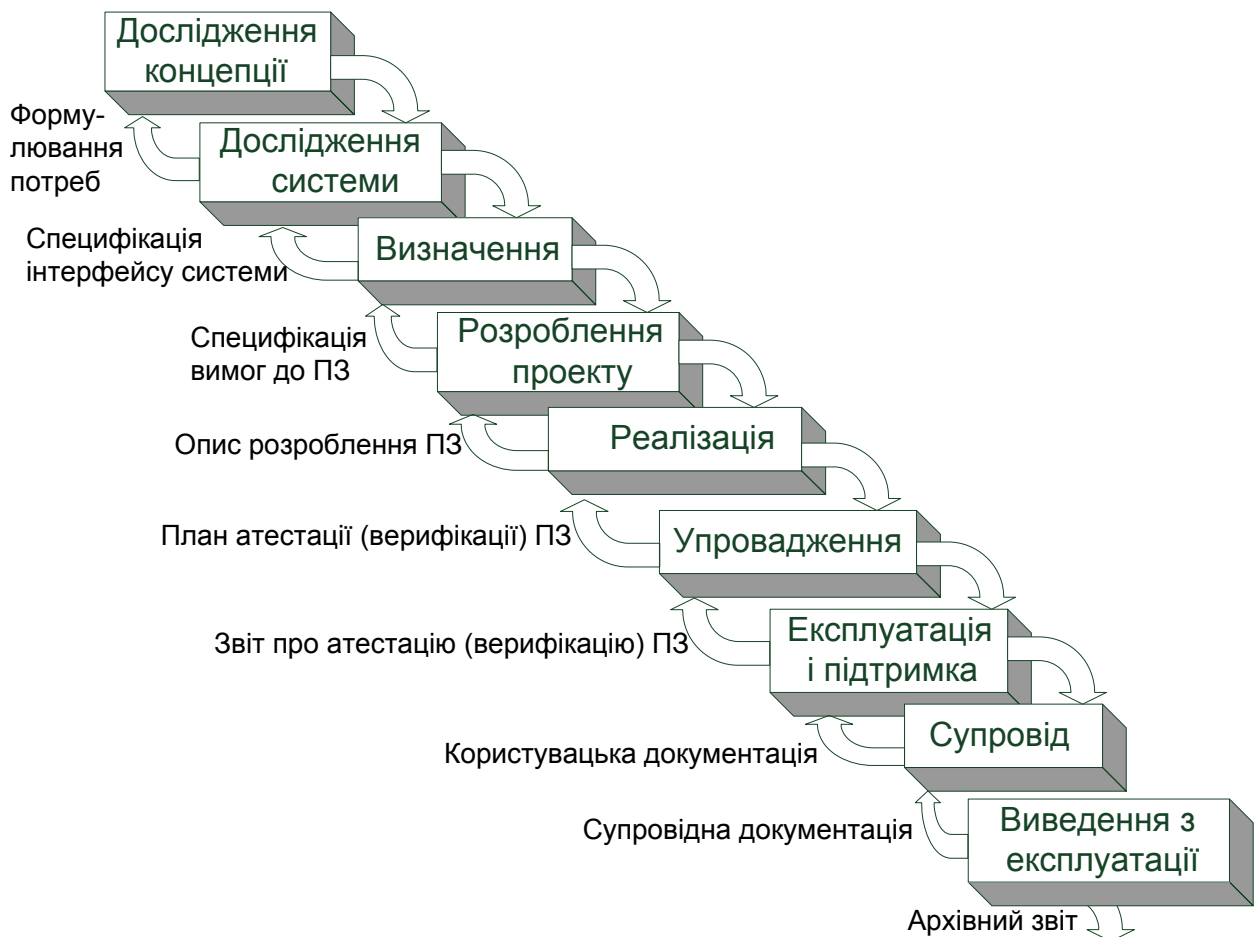 Дослідження
концепції
Форму-
лювання
потреб
Дослідження
системи
Специфікація
інтерфейсу системи
Визначення
Специфікація
вимог до ПЗ
Розроблення
проекту
Опис розроблення ПЗ
Реалізація
План атестації (верифікації) ПЗ
Упровадження
Звіт про атестацію (верифікацію) ПЗ
Експлуатація
і підтримка
Користувацька документація
Супровід
Супровідна документація
Виведення з
експлуатації
Архівний звіт